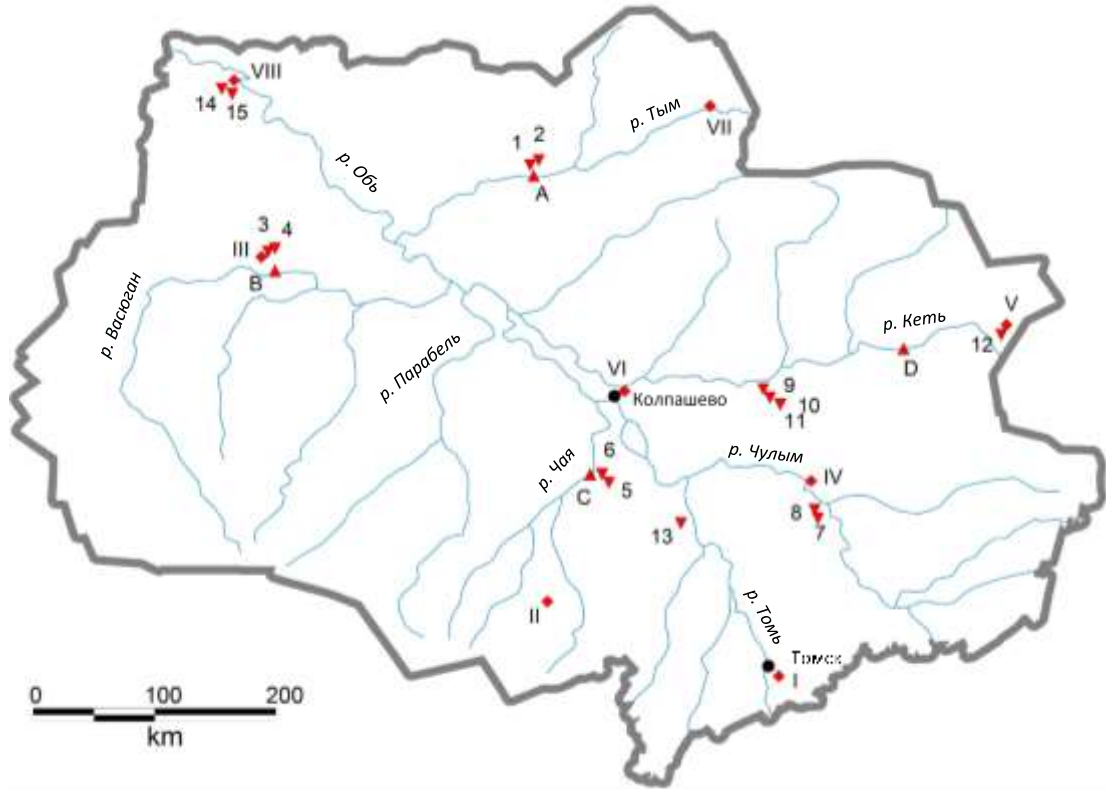 VIII
14
15
р. Обь
р. Тым
VII
1
2
A
3
4
III
B
р. Васюган
р. Парабель
р. Кеть
V
12
D
VI
Колпашево
9
10
11
р. Чая
6
5
C
р. Чулым
IV
8
7
13
II
р. Томь
Томск
I
0 100 200
km